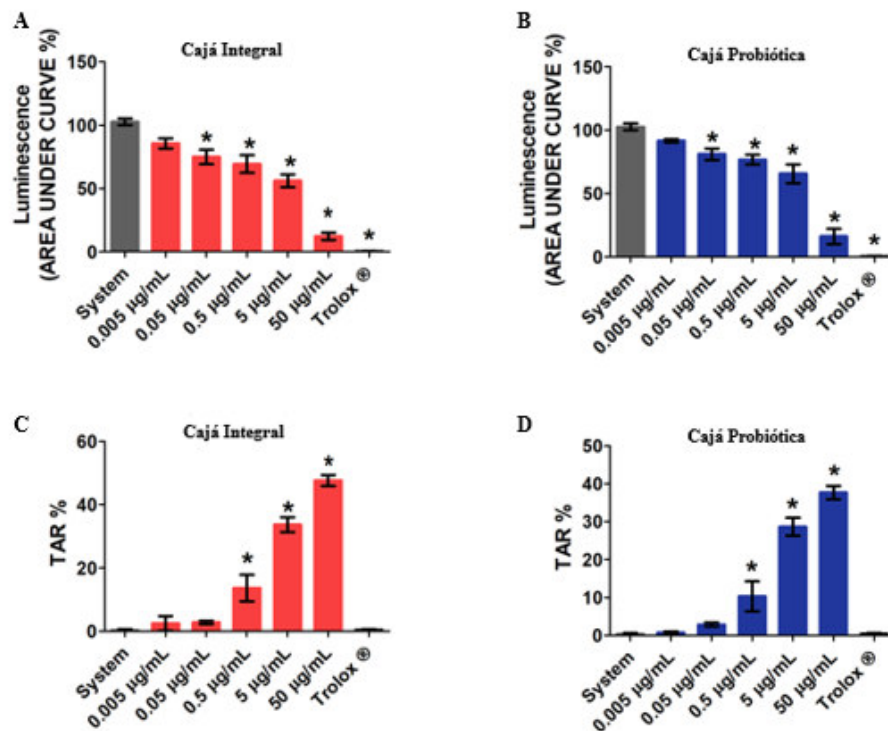 A
Cajá Integral
Luminescence
(AREA UNDER CURVE %)
150
100
50
0
*
*
*
*
*
System
0.005 µg/mL
0.05 µg/mL
0.5 µg/mL
5 µg/mL
50 µg/mL
Trolox ®
B
Cajá Probiótica
Luminescence
(AREA UNDER CURVE %)
150
100
50
0
*
*
*
*
*
System
0.005 µg/mL
0.05 µg/mL
0.5 µg/mL
5 µg/mL
50 µg/mL
Trolox ®
C
Cajá Integral
TAR %
60
40
20
0
*
*
*
System
0.005 µg/mL
0.05 µg/mL
0.5 µg/mL
5 µg/mL
50 µg/mL
Trolox ®
D
Cajá Probiótica
TAR %
50
40
30
20
10
0
*
*
*
System
0.005 µg/mL
0.05 µg/mL
0.5 µg/mL
5 µg/mL
50 µg/mL
Trolox ®